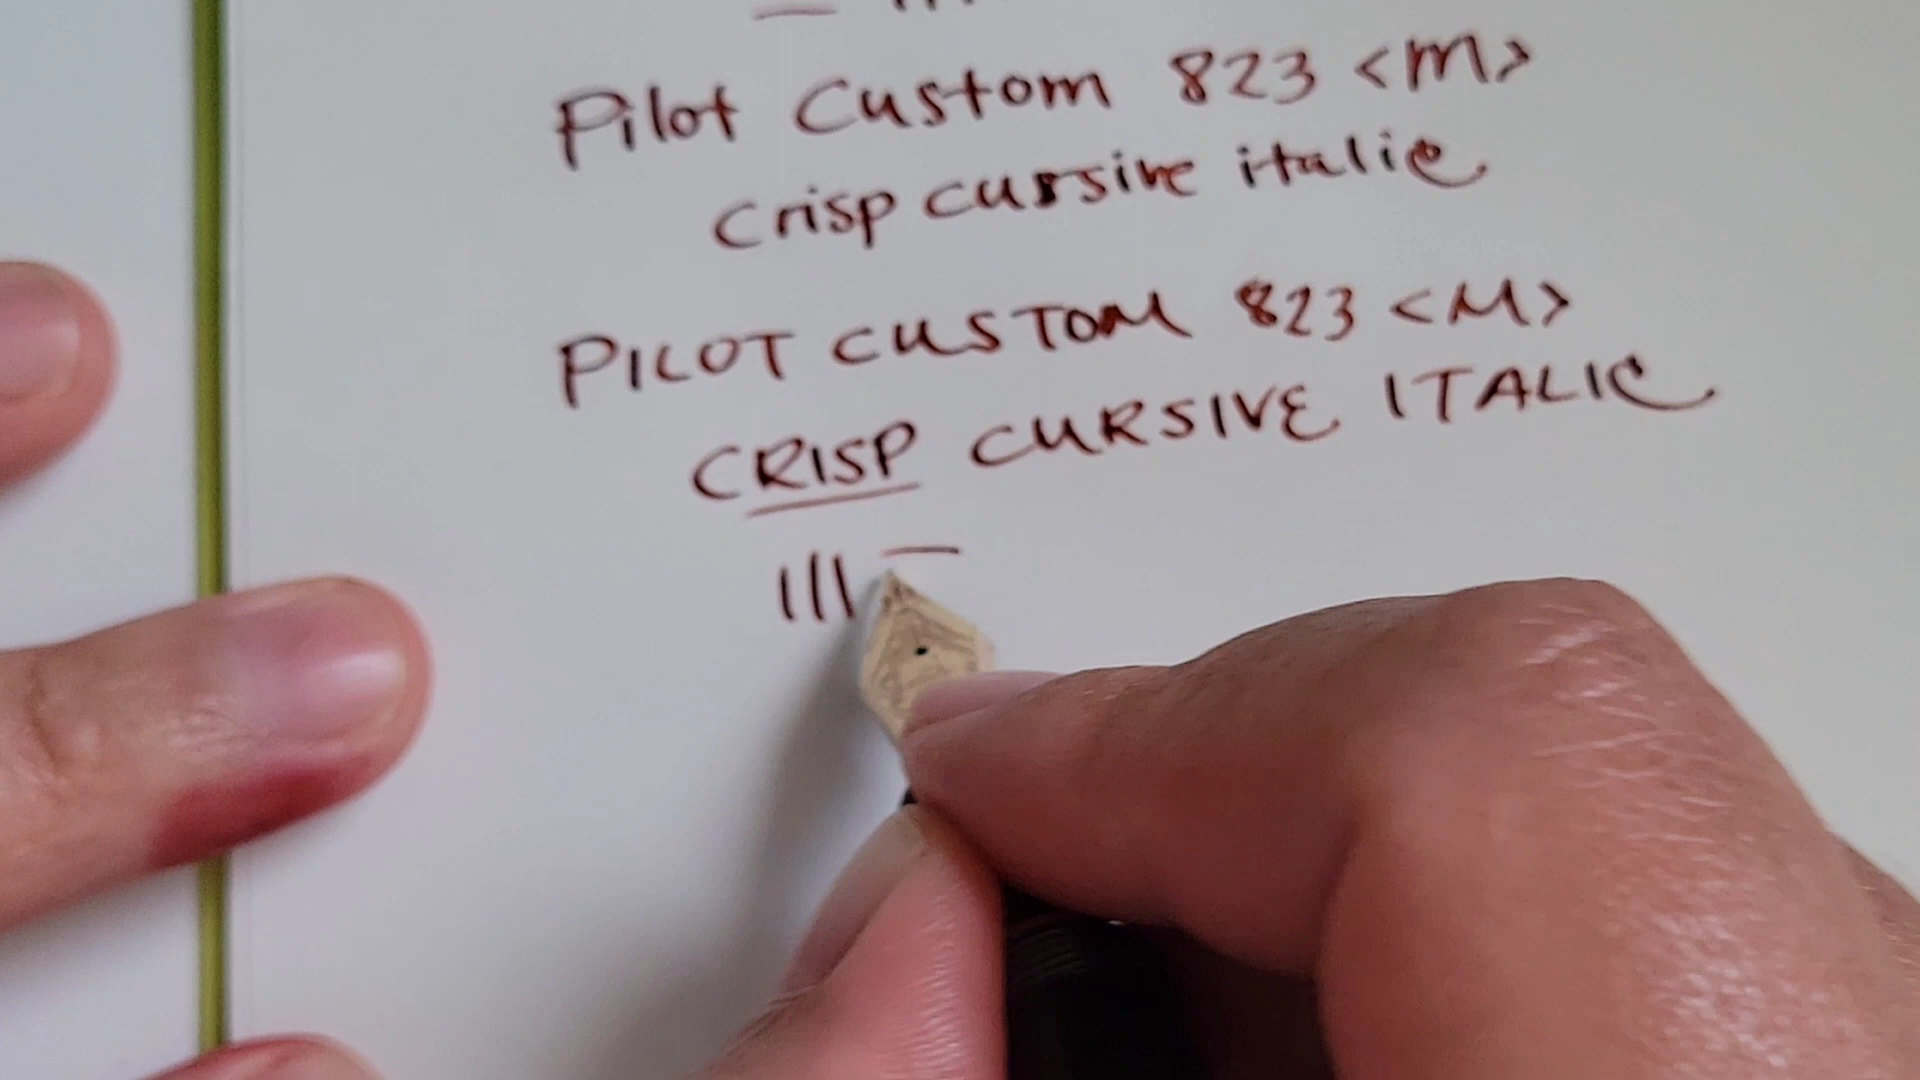 Pilot Custom 823 <M>
Crisp cursive italic
PILOT CUSTOM 823 <M>
CRISP CURSIVE ITALIC